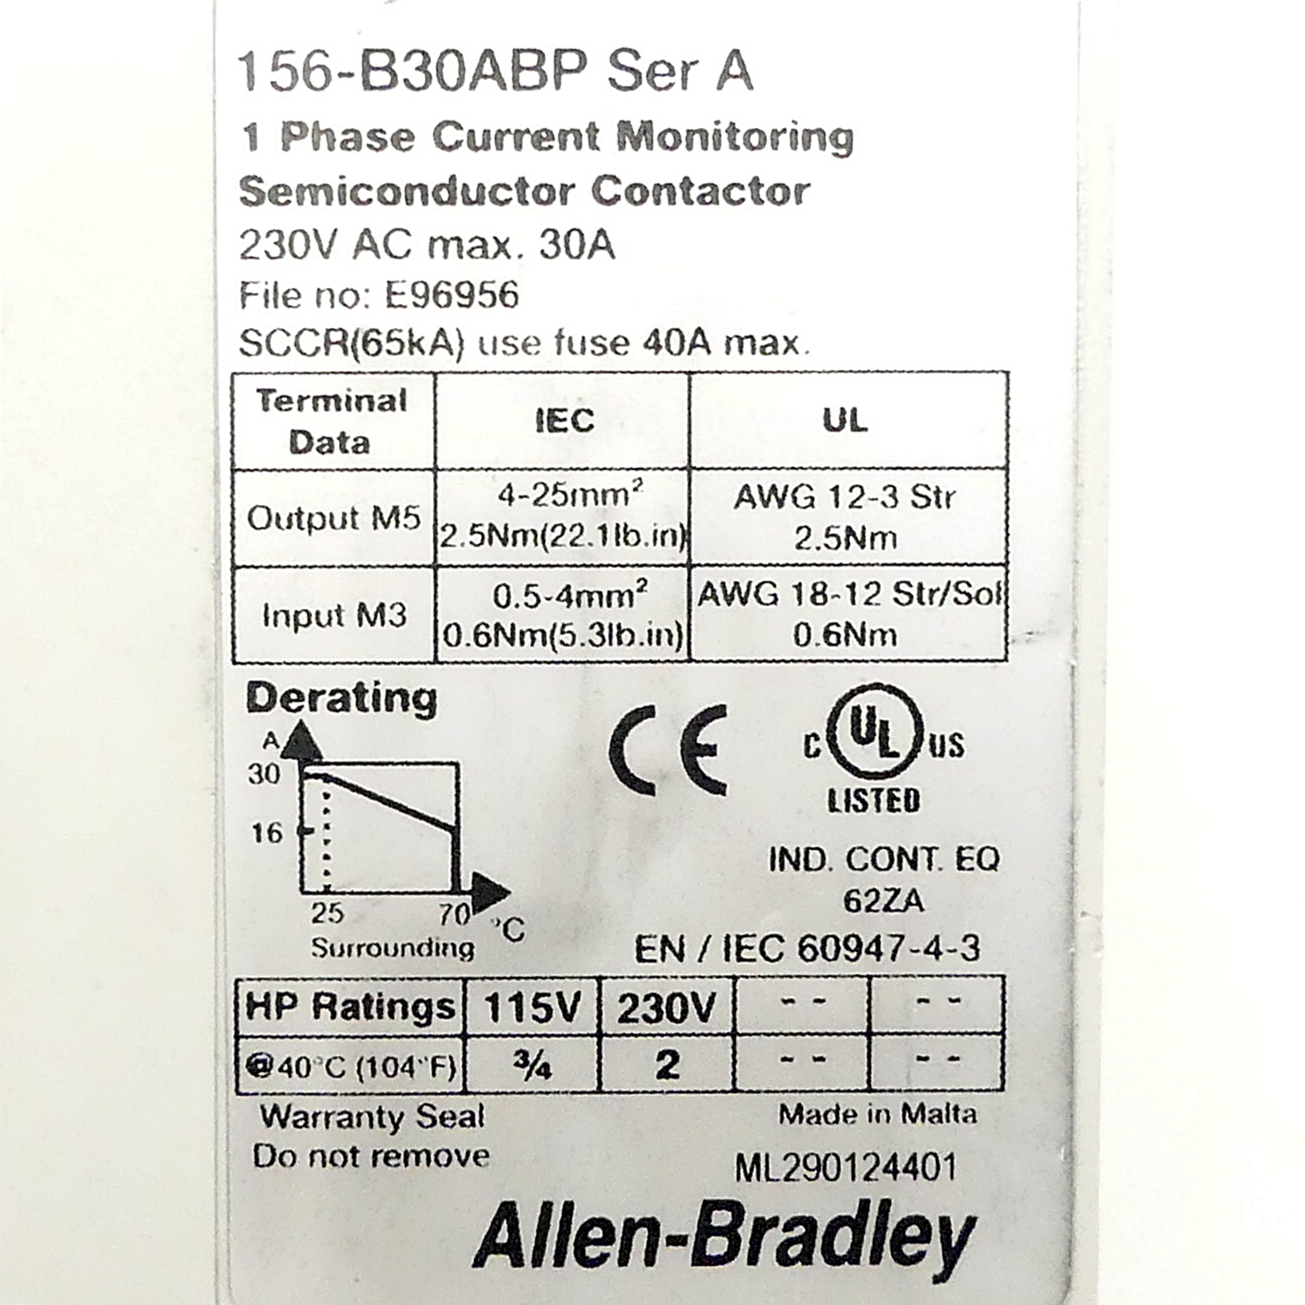 156-B30ABP Ser A
1 Phase Current Monitoring
Semiconductor Contactor
230V AC max. 30A
File no: E96956
SCCR(65kA) use fuse 40A max.
Terminal Data IEC UL
Output M5 4-25mm² 2.5Nm(22.1lb.in) AWG 12-3 Str 2.5Nm
Input M3 0.5-4mm² 0.6Nm(5.3lb.in) AWG 18-12 Str/Sol 0.6Nm
Derating
A
30
16
25 70 °C
Surrounding
CE
C UL US
LISTED
IND. CONT. EQ
62ZA
EN / IEC 60947-4-3
HP Ratings 115V 230V -- --
@40°C (104°F) ¾ 2 -- --
Warranty Seal
Do not remove
Made in Malta
ML290124401
Allen-Bradley